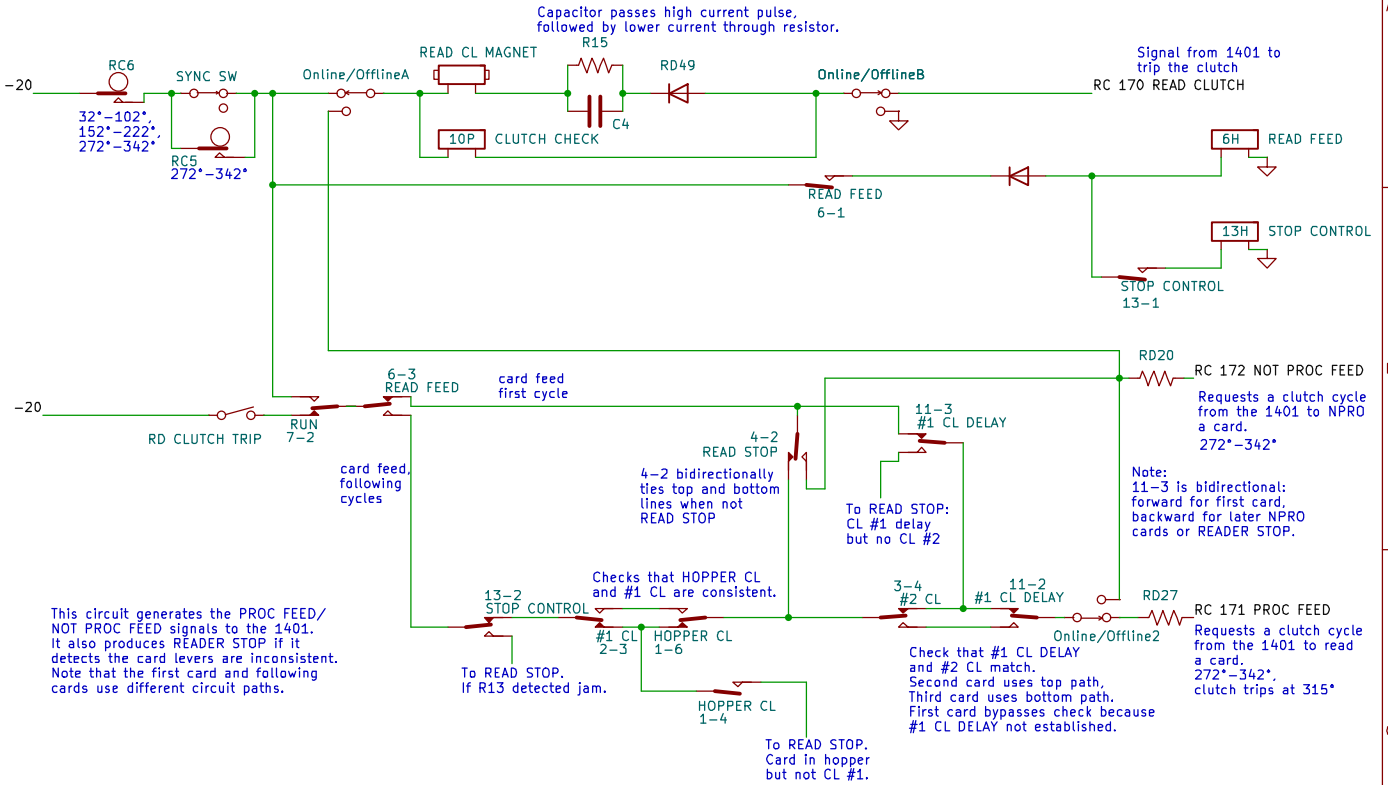 Capacitor passes high current pulse,
followed by lower current through resistor.
R15
READ CL MAGNET
RC6
SYNC SW
Online/OfflineA
RD49
Online/OfflineB
Signal from 1401 to
trip the clutch
-20
RC 170 READ CLUTCH
32°-102°,
152°-222°,
272°-342°
C4
10P
CLUTCH CHECK
6H
READ FEED
RC5
272°-342°
READ FEED
6-1
13H
STOP CONTROL
STOP CONTROL
13-1
RD20
RC 172 NOT PROC FEED
6-3
READ FEED
card feed
first cycle
Requests a clutch cycle
from the 1401 to NPRO
a card.
272°-342°
-20
RD CLUTCH TRIP
RUN
7-2
11-3
#1 CL DELAY
4-2
READ STOP
card feed,
following
cycles
4-2 bidirectionally
ties top and bottom
lines when not
READ STOP
To READ STOP:
CL #1 delay
but no CL #2
Note:
11-3 is bidirectional:
forward for first card,
backward for later NPRO
cards or READER STOP.
Checks that HOPPER CL
and #1 CL are consistent.
13-2
STOP CONTROL
3-4
#2 CL
11-2
#1 CL DELAY
RD27
RC 171 PROC FEED
This circuit generates the PROC FEED/
NOT PROC FEED signals to the 1401.
It also produces READER STOP if it
detects the card levers are inconsistent.
Note that the first card and following
cards use different circuit paths.
#1 CL
2-3
HOPPER CL
1-6
Online/Offline2
Requests a clutch cycle
from the 1401 to read
a card.
272°-342°,
clutch trips at 315°
To READ STOP.
If R13 detected jam.
Check that #1 CL DELAY
and #2 CL match.
Second card uses top path,
Third card uses bottom path.
First card bypasses check because
#1 CL DELAY not established.
HOPPER CL
1-4
To READ STOP.
Card in hopper
but not CL #1.